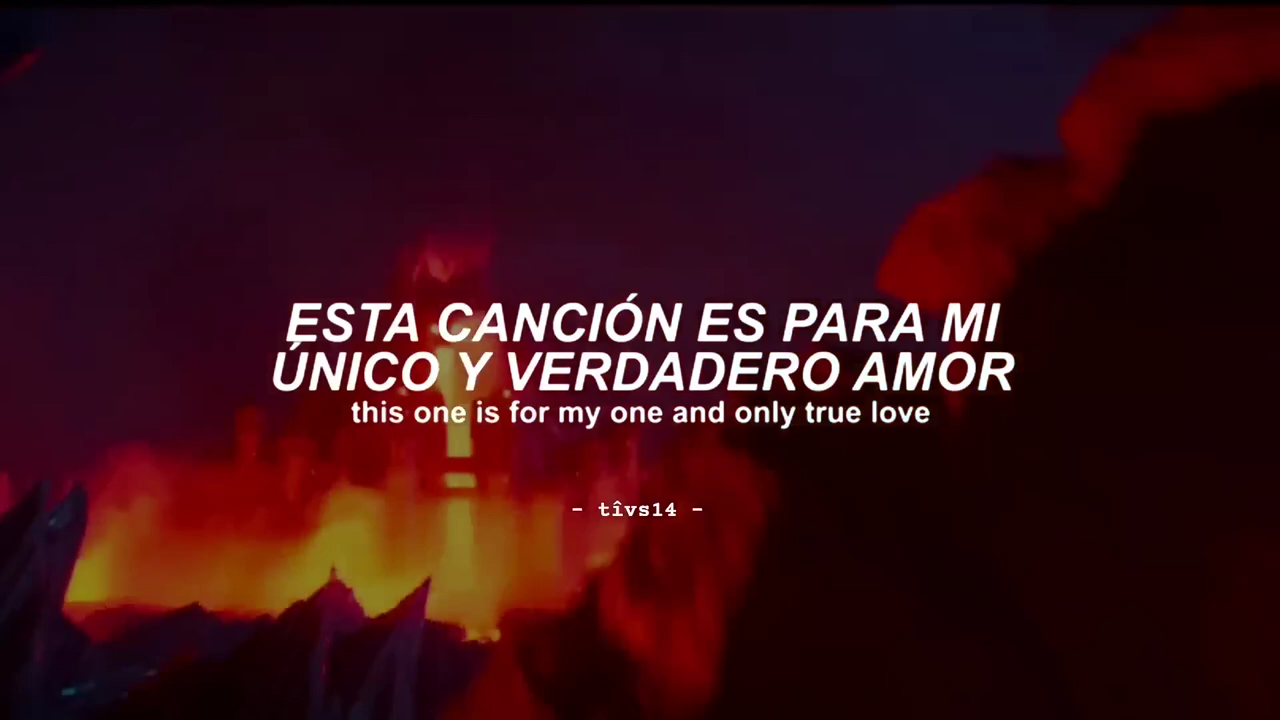 ESTA CANCIÓN ES PARA MI
ÚNICO Y VERDADERO AMOR
this one is for my one and only true love
- tîvs14 -